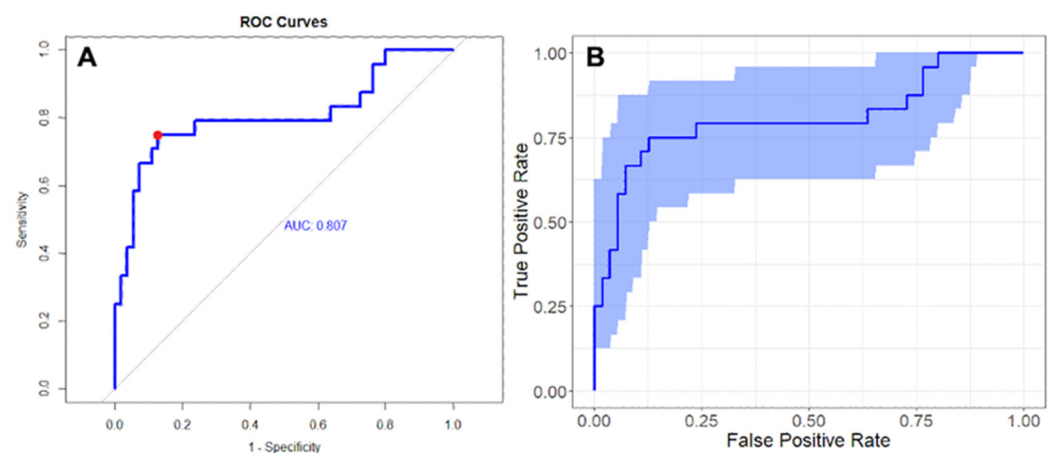 ROC Curves
A
1.0
0.8
0.6
0.4
0.2
0.0
Sensitivity
AUC: 0.807
0.0 0.2 0.4 0.6 0.8 1.0
1 - Specificity
B
1.00
0.75
0.50
0.25
0.00
True Positive Rate
0.00 0.25 0.50 0.75 1.00
False Positive Rate